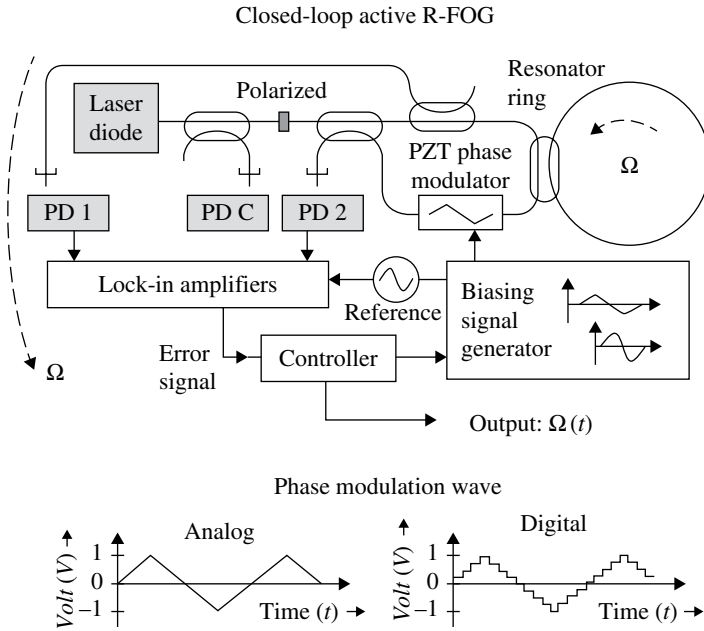 Closed-loop active R-FOG
Resonator
ring
Polarized
Laser
diode
PZT phase
modulator
Ω
PD 1
PD C
PD 2
Lock-in amplifiers
Reference
Biasing
signal
generator
Error
signal
Controller
Ω
Output: Ω (t)
Phase modulation wave
Analog
Digital
Volt (V)
1
0
−1
Time (t)
Volt (V)
1
0
−1
Time (t)